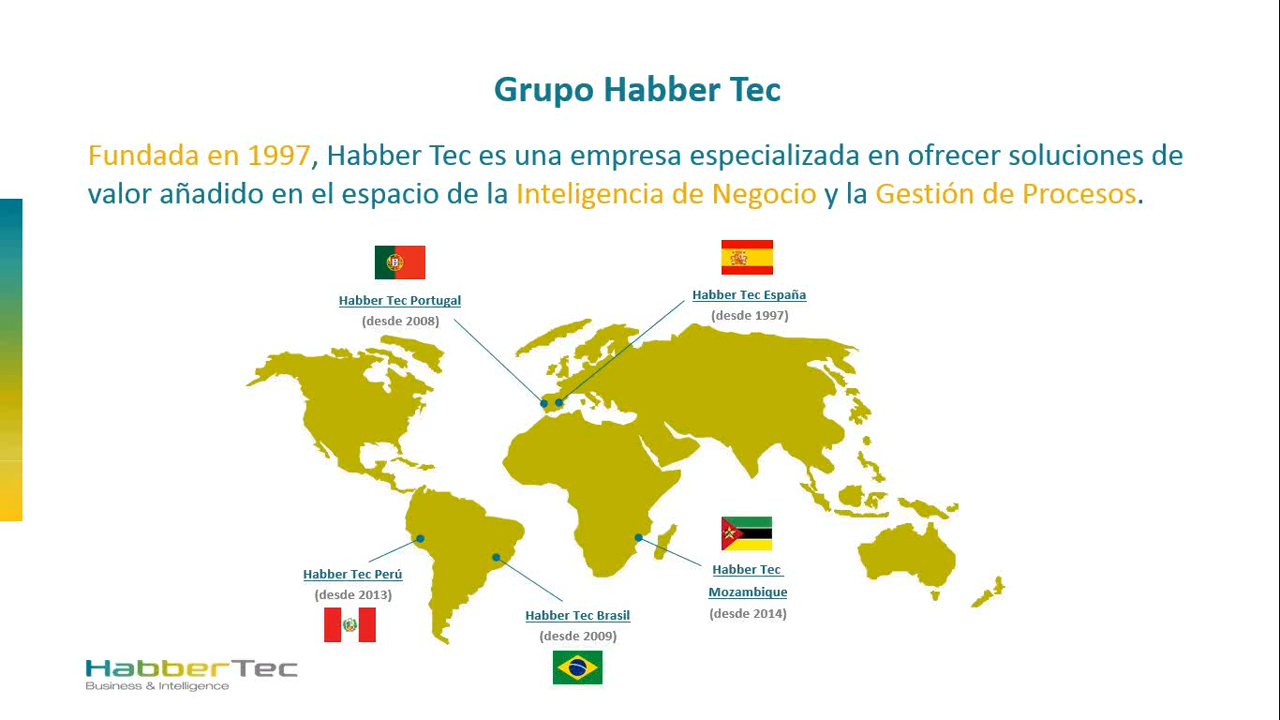 Grupo Habber Tec
Fundada en 1997, Habber Tec es una empresa especializada en ofrecer soluciones de
valor añadido en el espacio de la Inteligencia de Negocio y la Gestión de Procesos.
Habber Tec Portugal
(desde 2008)
Habber Tec España
(desde 1997)
Habber Tec Perú
(desde 2013)
Habber Tec Brasil
(desde 2009)
Habber Tec
Mozambique
(desde 2014)
HabberTec
Business & Intelligence